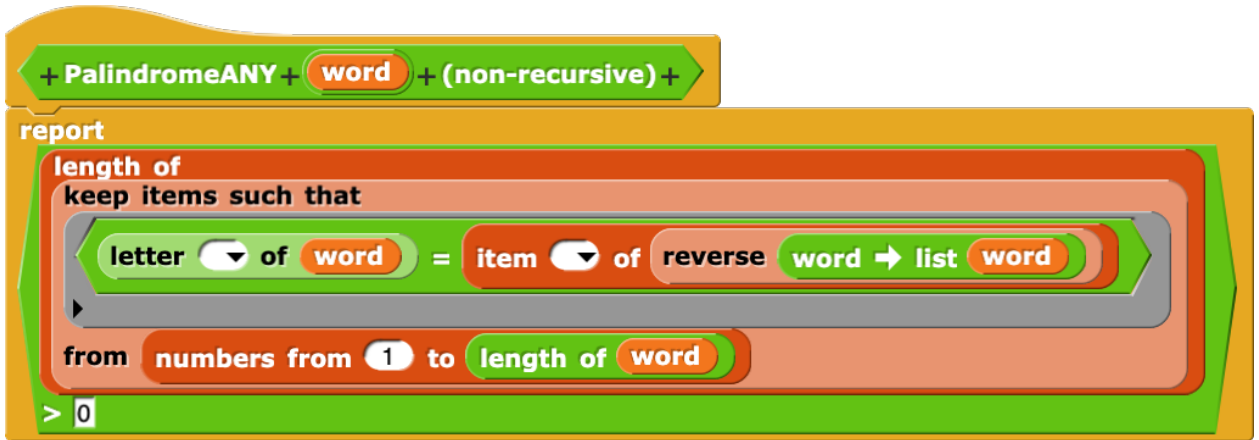 + PalindromeANY + word + (non-recursive) +
report
length of
keep items such that
letter of word = item of reverse word ➔ list word
from numbers from 1 to length of word
> 0